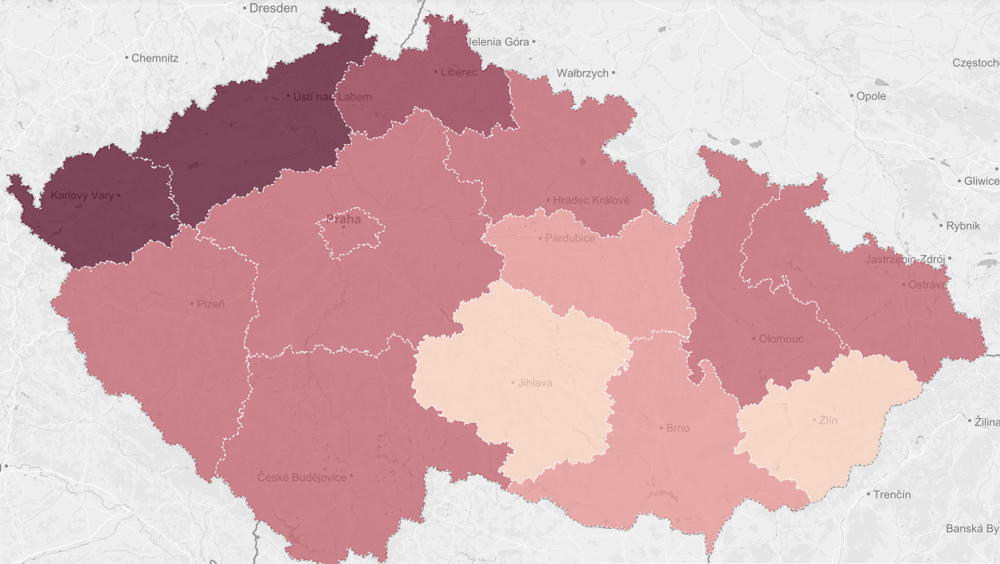 Dresden
Jelenia Góra
Chemnitz
Częstoch
Liberec
Wałbrzych
Ústí nad Labem
Opole
Gliwice
Karlovy Vary
Hradec Králové
Praha
Rybnik
Pardubice
Jastrzębie-Zdrój
Ostrava
Plzeň
Olomouc
Jihlava
Zlín
Žilina
Brno
České Budějovice
Trenčín
Banská By